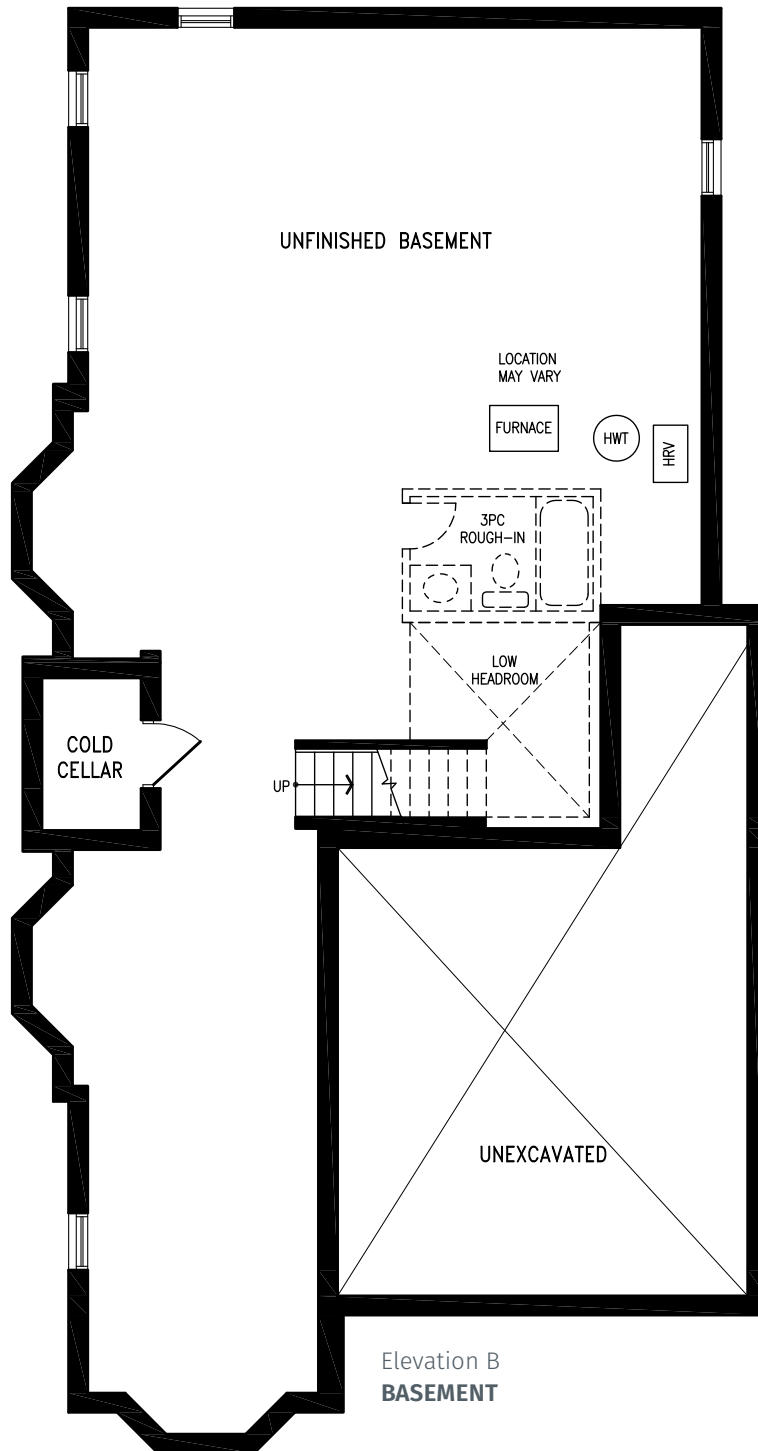 UNFINISHED BASEMENT
LOCATION
MAY VARY
FURNACE
HWT
HRV
3PC
ROUGH-IN
LOW
HEADROOM
COLD
CELLAR
UP
UNEXCAVATED
Elevation B
BASEMENT